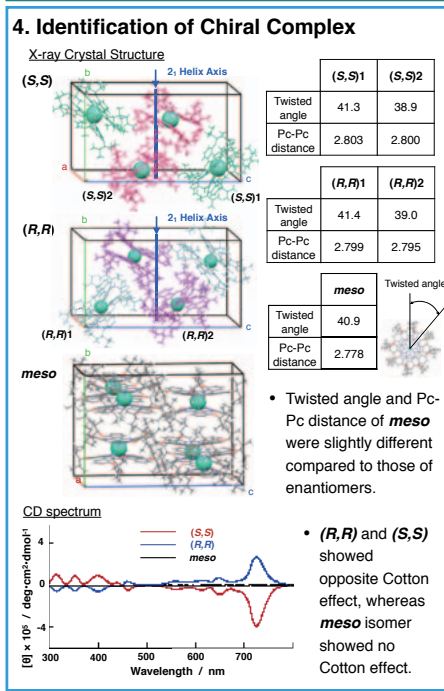 4. Identification of Chiral Complex
X-ray Crystal Structure
(S,S)
b
2₁ Helix Axis
a
c
(S,S)2
(S,S)1
(S,S)1 (S,S)2
Twisted angle 41.3 38.9
Pc-Pc distance 2.803 2.800
(R,R)
2₁ Helix Axis
b
a
c
(R,R)1
(R,R)2
(R,R)1 (R,R)2
Twisted angle 41.4 39.0
Pc-Pc distance 2.799 2.795
meso
b
a
c
meso
Twisted angle 40.9
Pc-Pc distance 2.778
Twisted angle
• Twisted angle and Pc-
Pc distance of meso
were slightly different
compared to those of
enantiomers.
CD spectrum
(S,S)
(R,R)
meso
4
0
-4
[θ] × 10⁵ / deg·cm²·dmol⁻¹
300 400 500 600 700
Wavelength / nm
• (R,R) and (S,S)
showed
opposite Cotton
effect, whereas
meso isomer
showed no
Cotton effect.